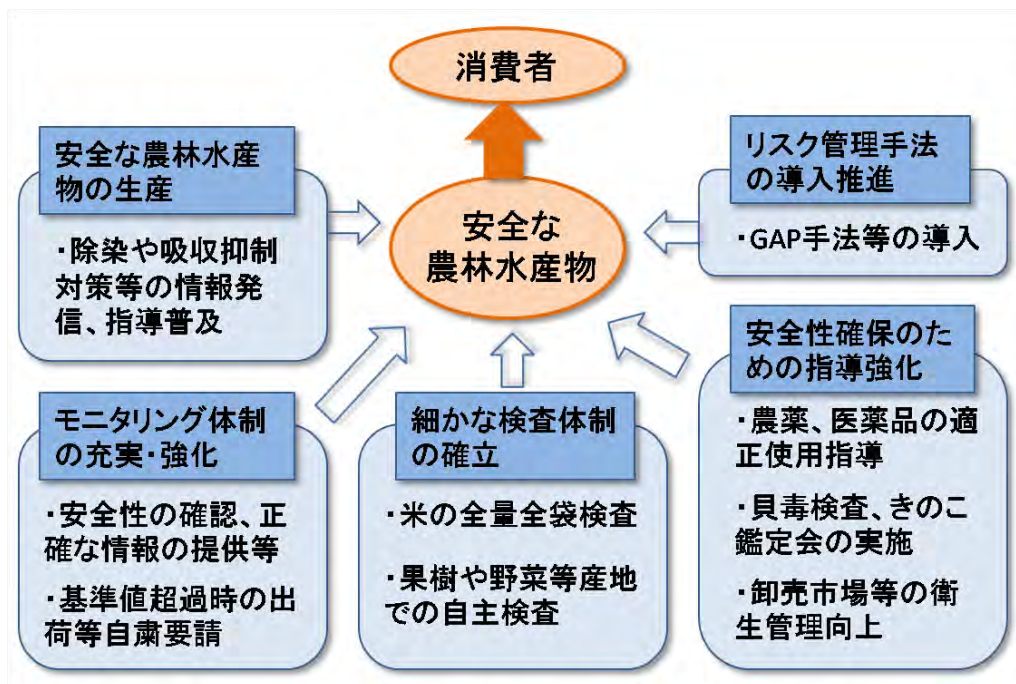 消費者
安全な農林水産
物の生産
・除染や吸収抑制
対策等の情報発
信、指導普及
安全な
農林水産物
リスク管理手法
の導入推進
・GAP手法等の導入
モニタリング体制
の充実・強化
・安全性の確認、正
確な情報の提供等
・基準値超過時の出
荷等自粛要請
細かな検査体制
の確立
・米の全量全袋検査
・果樹や野菜等産地
での自主検査
安全性確保のた
めの指導強化
・農薬、医薬品の適
正使用指導
・貝毒検査、きのこ
鑑定会の実施
・卸売市場等の衛
生管理向上